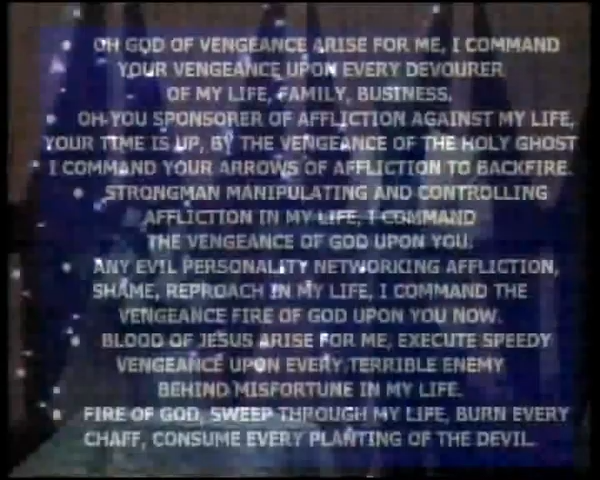 • OH GOD OF VENGEANCE ARISE FOR ME, I COMMAND
YOUR VENGEANCE UPON EVERY DEVOURER
OF MY LIFE, FAMILY, BUSINESS.
• OH YOU SPONSORER OF AFFLICTION AGAINST MY LIFE,
YOUR TIME IS UP, BY THE VENGEANCE OF THE HOLY GHOST
I COMMAND YOUR ARROWS OF AFFLICTION TO BACKFIRE.
• STRONGMAN MANIPULATING AND CONTROLLING
AFFLICTION IN MY LIFE, I COMMAND
THE VENGEANCE OF GOD UPON YOU.
• ANY EVIL PERSONALITY NETWORKING AFFLICTION,
SHAME, REPROACH IN MY LIFE, I COMMAND THE
VENGEANCE FIRE OF GOD UPON YOU NOW.
• BLOOD OF JESUS ARISE FOR ME, EXECUTE SPEEDY
VENGEANCE UPON EVERY TERRIBLE ENEMY
BEHIND MISFORTUNE IN MY LIFE.
• FIRE OF GOD, SWEEP THROUGH MY LIFE, BURN EVERY
CHAFF, CONSUME EVERY PLANTING OF THE DEVIL.